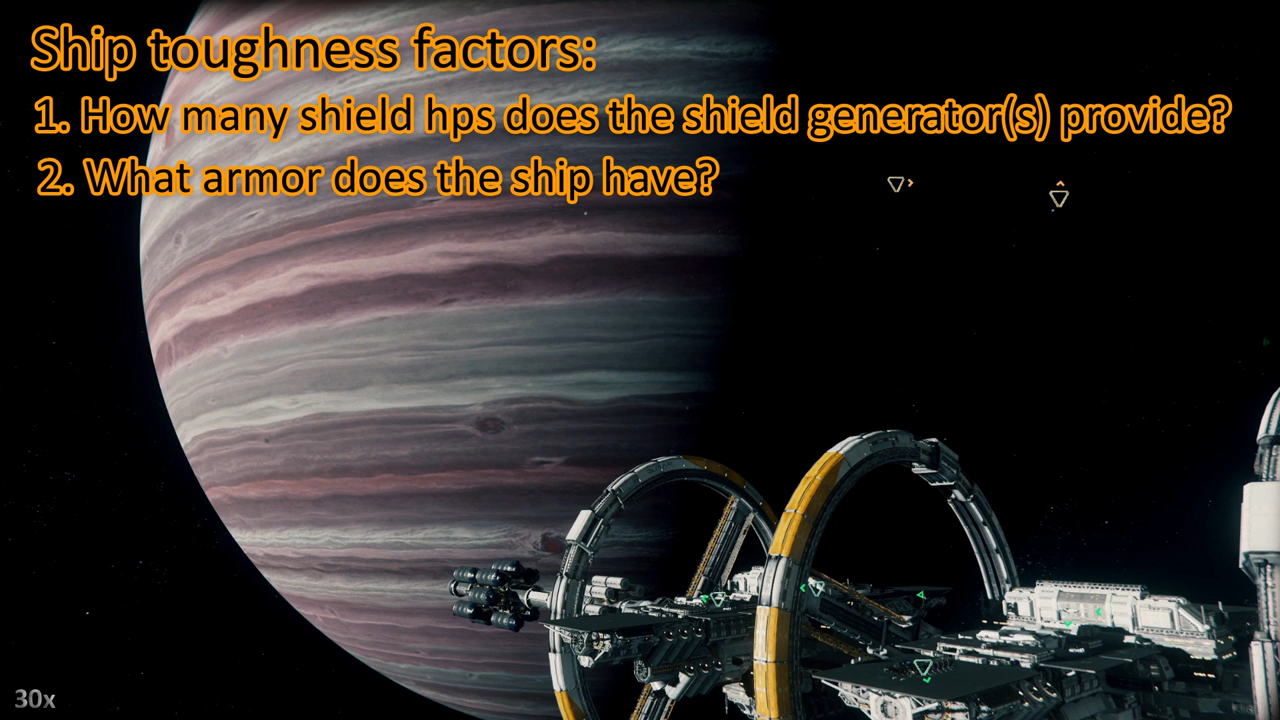 Ship toughness factors:
1. How many shield hps does the shield generator(s) provide?
2. What armor does the ship have?
30x